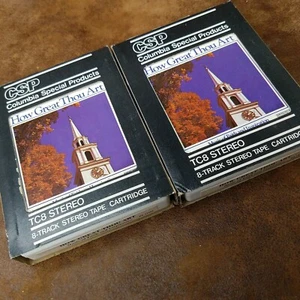 CSP
Columbia Special Products
How Great Thou Art
TC8 STEREO
8-TRACK STEREO TAPE CARTRIDGE
CSP
Columbia Special Products
How Great Thou Art
TC8 STEREO
8-TRACK STEREO TAPE CARTRIDGE